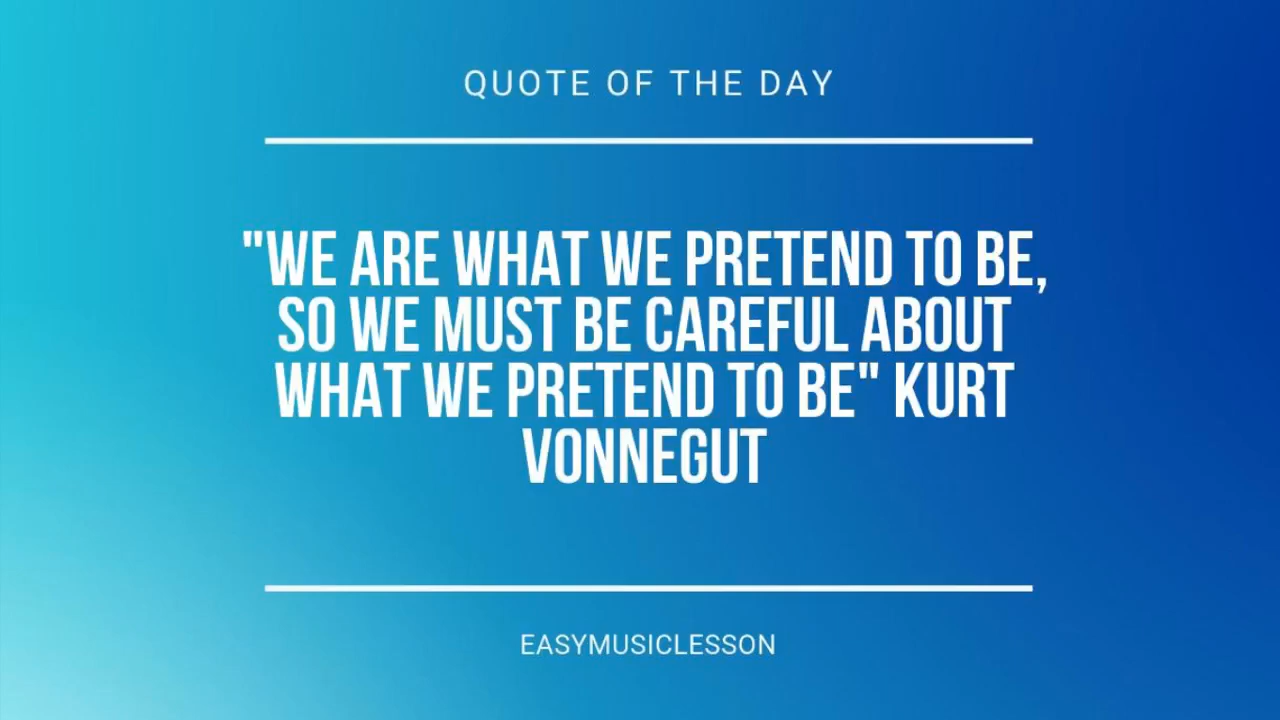 QUOTE OF THE DAY
"WE ARE WHAT WE PRETEND TO BE,
SO WE MUST BE CAREFUL ABOUT
WHAT WE PRETEND TO BE" KURT
VONNEGUT
EASYMUSICLESSON